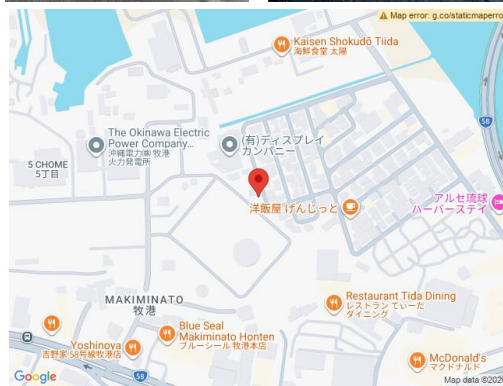 Map error: g.co/staticmaperro
Kaisen Shokudō Tiida
海鮮食堂 太陽
58
The Okinawa Electric
Power Company...
沖縄電力㈱ 牧港
火力発電所
(有)ディスプレイ
カンパニー
5 CHOME
5丁目
洋飯屋 げんじっと
アルセ琉球
ハーバーステイ
MAKIMINATO
牧港
Restaurant Tida Dining
レストラン てぃーだ
ダイニング
Blue Seal
Makiminato Honten
ブルーシール 牧港本店
Yoshinoya
吉野家 58号線牧港店
58
McDonald's
マクドナルド
Google
Map data ©202